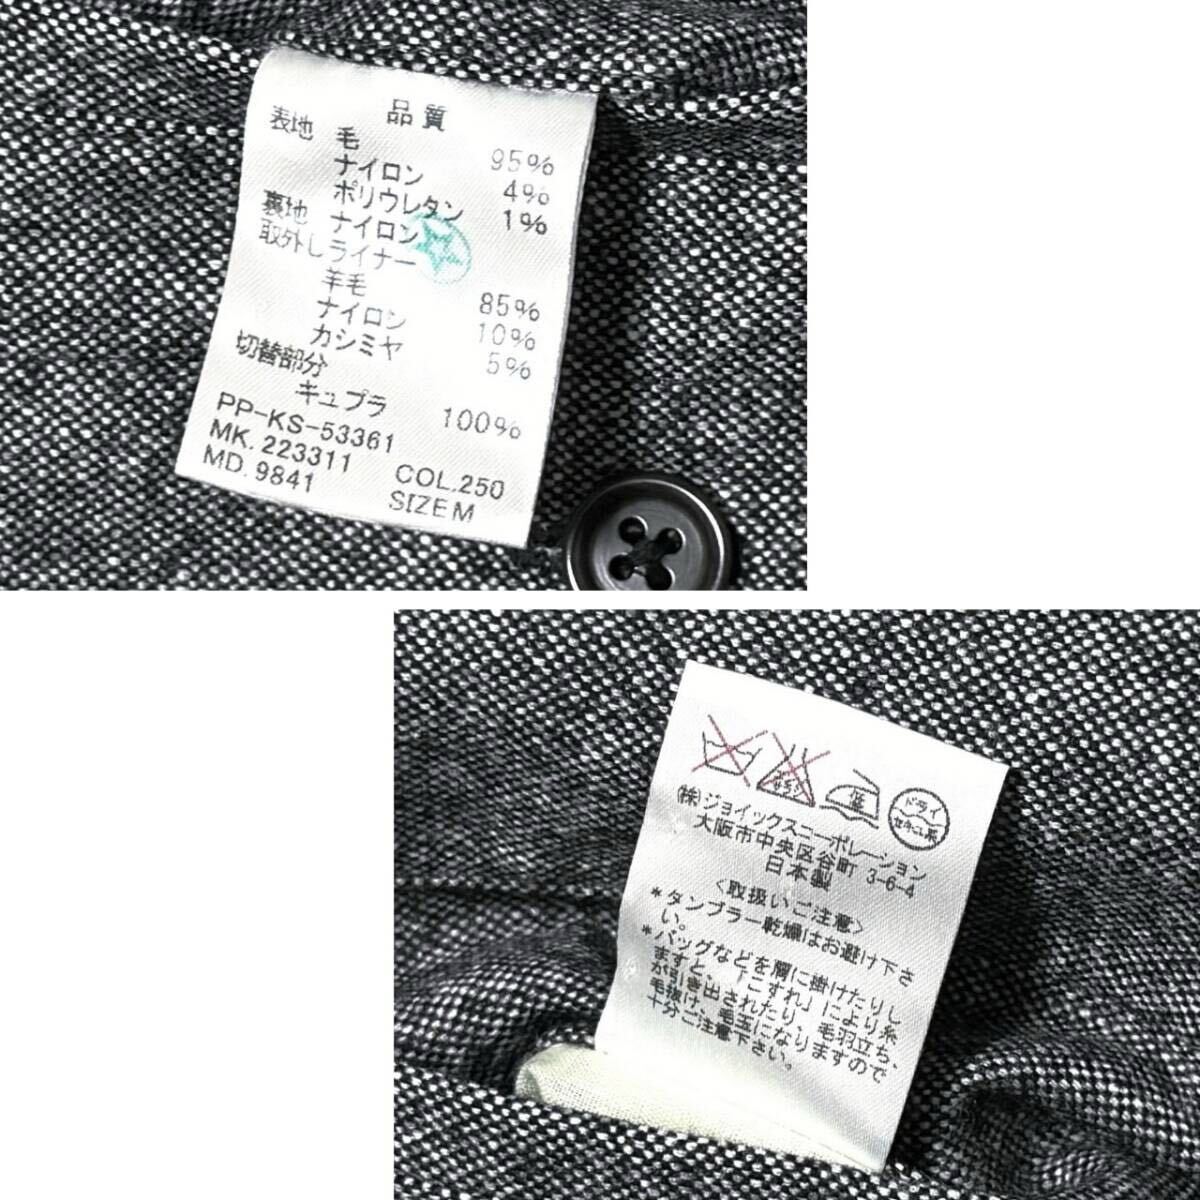 品質
表地 毛 95%
ナイロン 4%
ポリウレタン 1%
裏地 ナイロン
取外しライナー
羊毛 85%
ナイロン 10%
カシミヤ 5%
切替部分
キュプラ 100%
PP-KS-53361
MK.223311 COL.250
MD.9841 SIZE M
低
ドライ
セキユ系
㈱ジョイックスコーポレーション
大阪市中央区谷町 3-6-4
日本製
〈取扱いご注意〉
*タンブラー乾燥はお避け下さ
い。
*バッグなどを肩に掛けたりし
ますと、「こすれ」により糸
が引き出されたり、毛羽立ち、
毛抜け、毛玉になりますので
十分ご注意下さい。